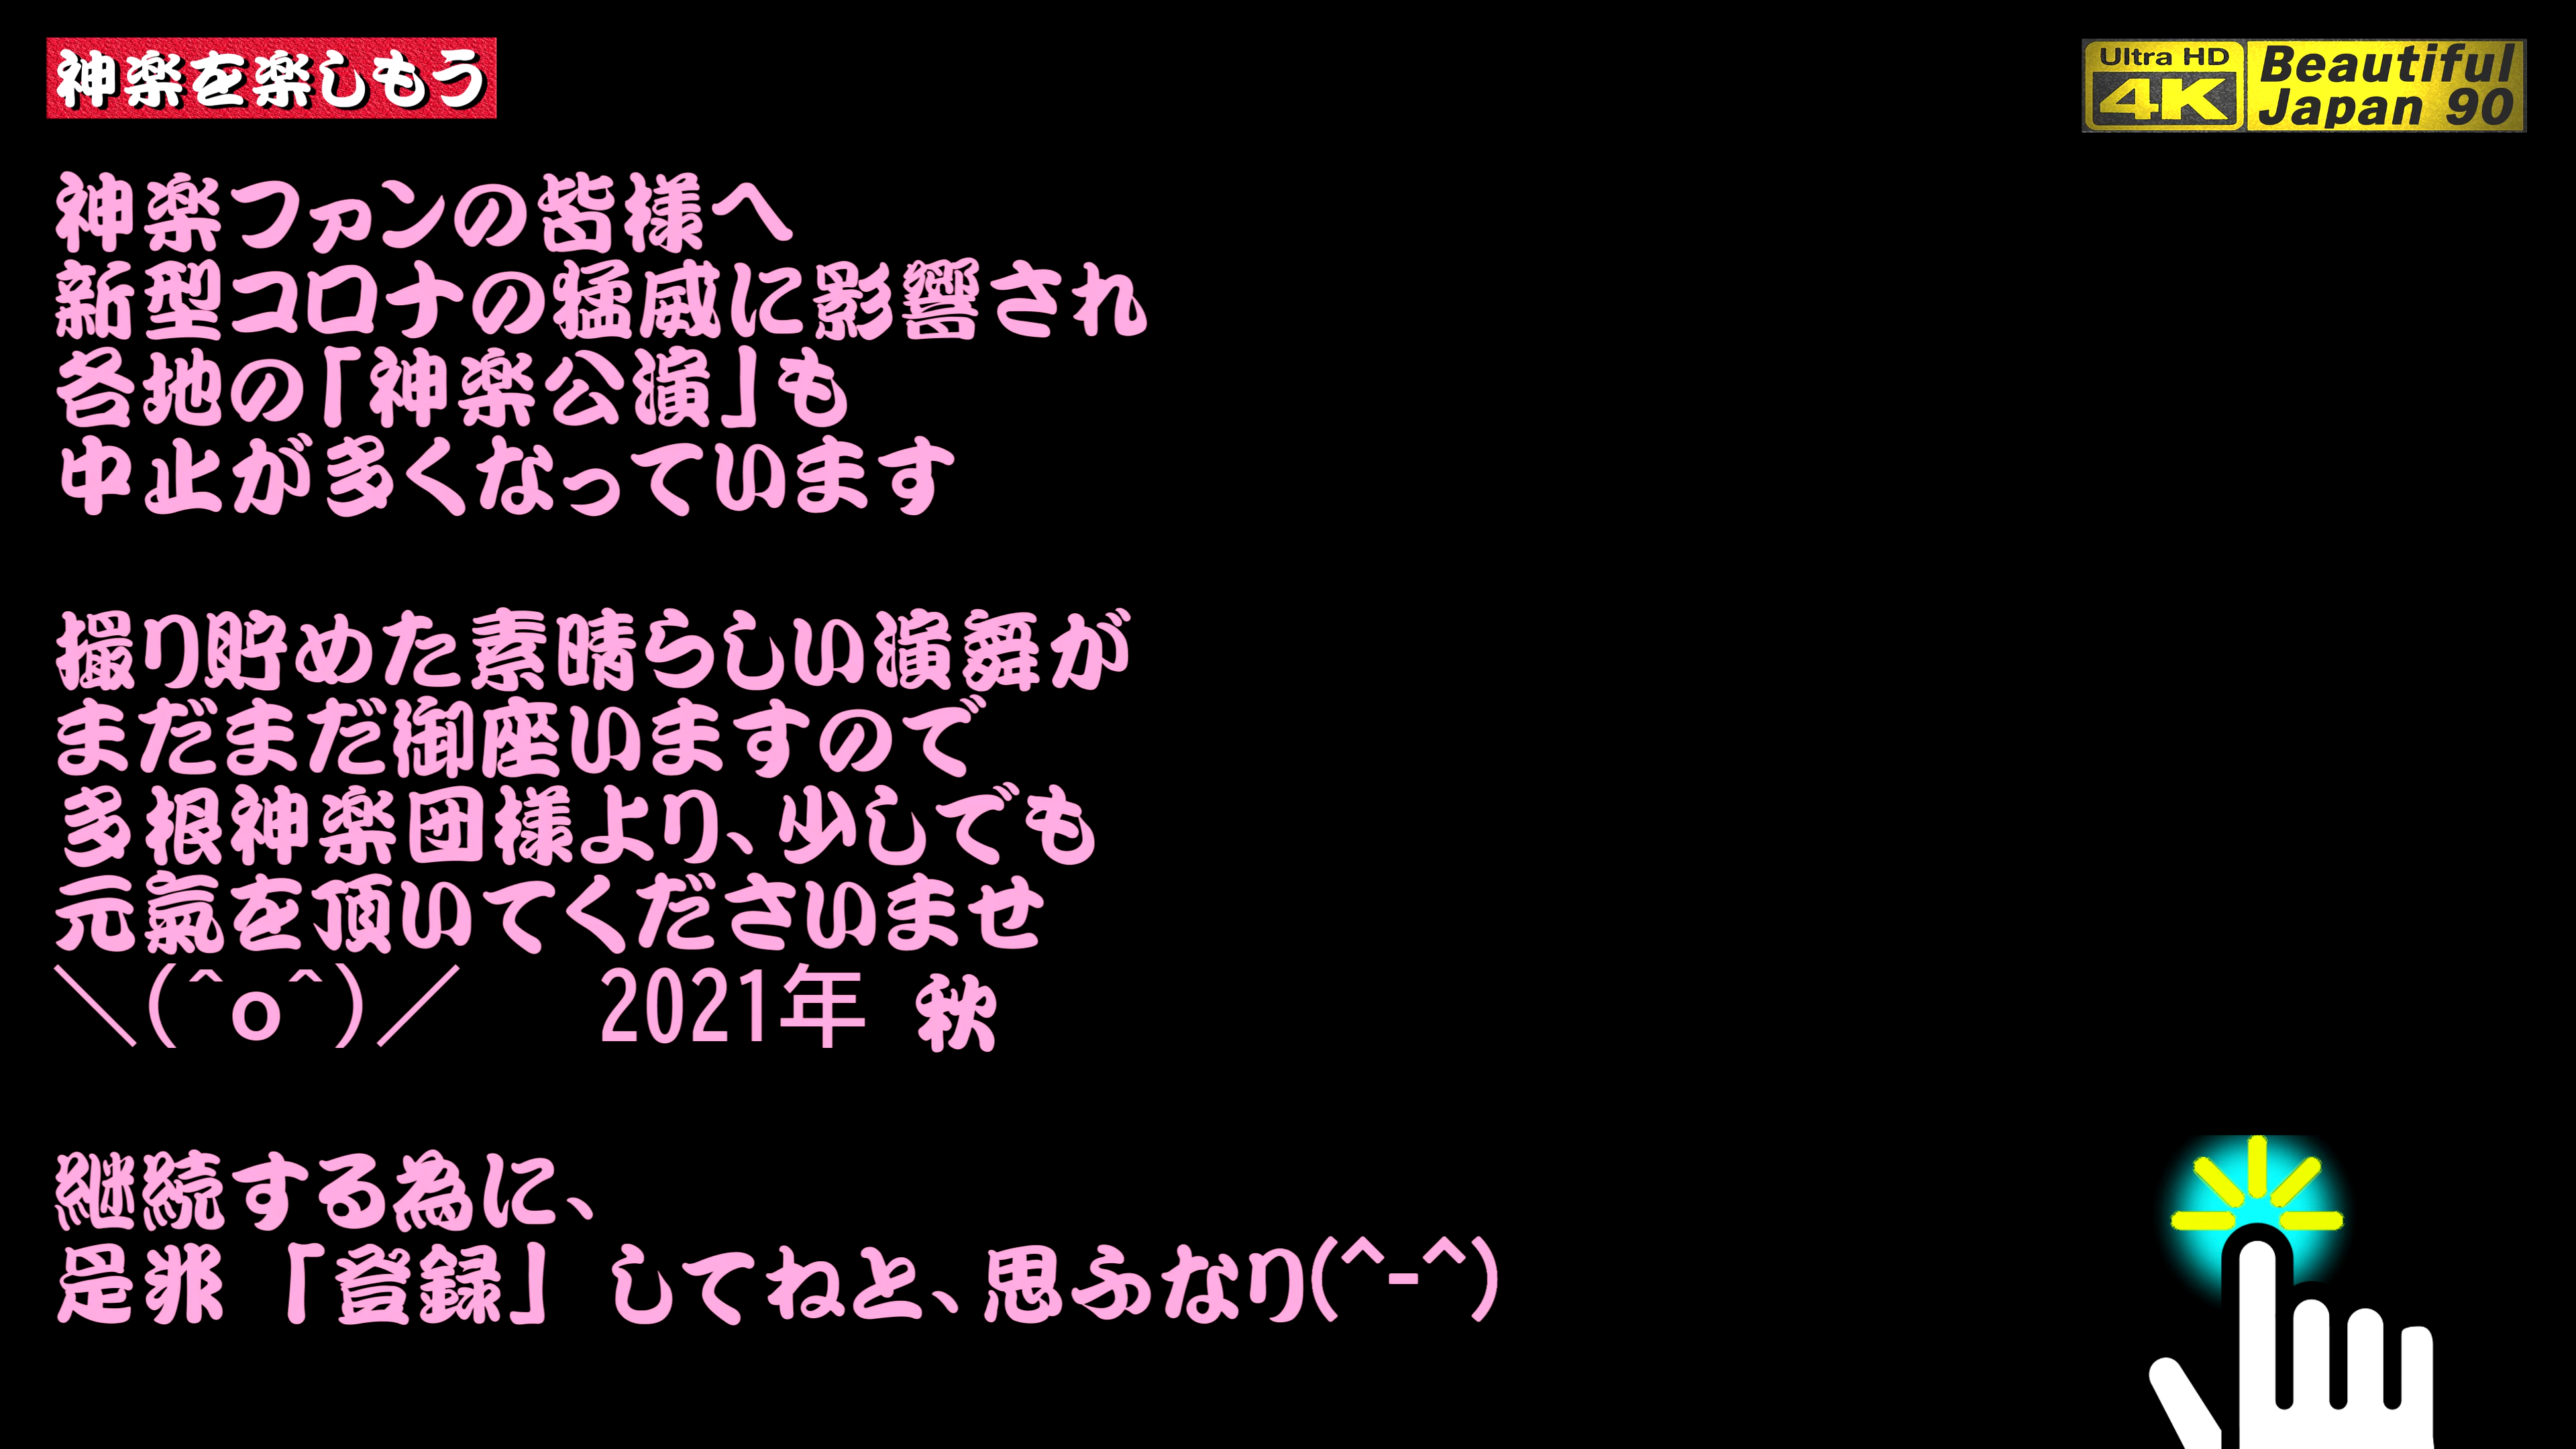 神楽を楽しもう
Ultra HD
4K
Beautiful
Japan 90
神楽ファンの皆様へ
新型コロナの猛威に影響され
各地の「神楽公演」も
中止が多くなっています
撮り貯めた素晴らしい演舞が
まだまだ御座いますので
多根神楽団様より、少しでも
元氣を頂いてくださいませ
＼(^o^)／　2021年 秋
継続する為に、
是非「登録」してねと、思ふなり(^-^)